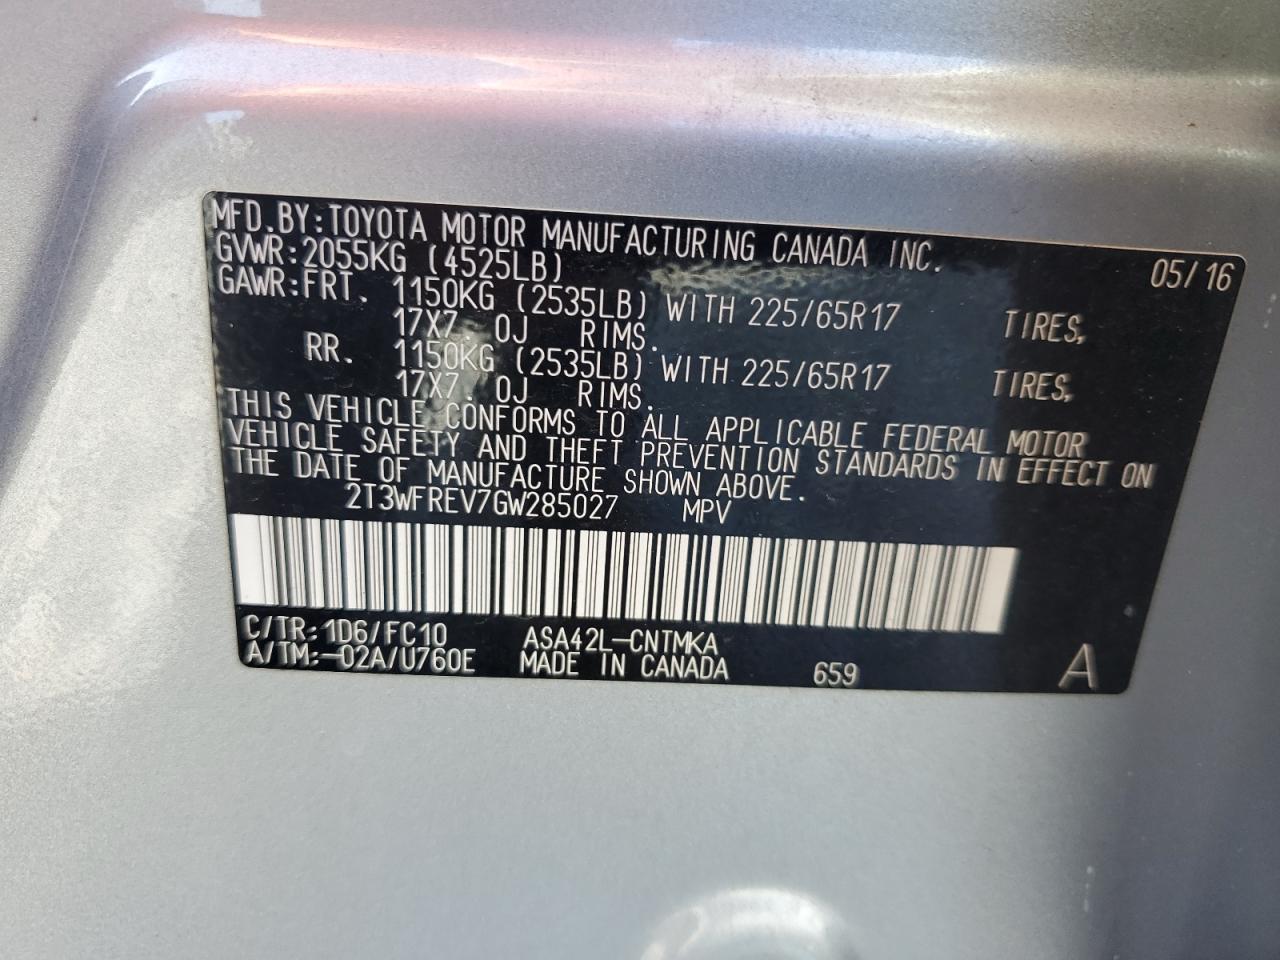 MFD.BY:TOYOTA MOTOR MANUFACTURING CANADA INC.
GVWR:2055KG (4525LB) 05/16
GAWR:FRT. 1150KG (2535LB) WITH 225/65R17 TIRES,
17X7.0J RIMS.
RR. 1150KG (2535LB) WITH 225/65R17 TIRES,
17X7.0J RIMS.
THIS VEHICLE CONFORMS TO ALL APPLICABLE FEDERAL MOTOR
VEHICLE SAFETY AND THEFT PREVENTION STANDARDS IN EFFECT ON
THE DATE OF MANUFACTURE SHOWN ABOVE.
2T3WFREV7GW285027 MPV
C/TR:1D6/FC10 ASA42L-CNTMKA
A/TM:-02A/U760E MADE IN CANADA 659 A